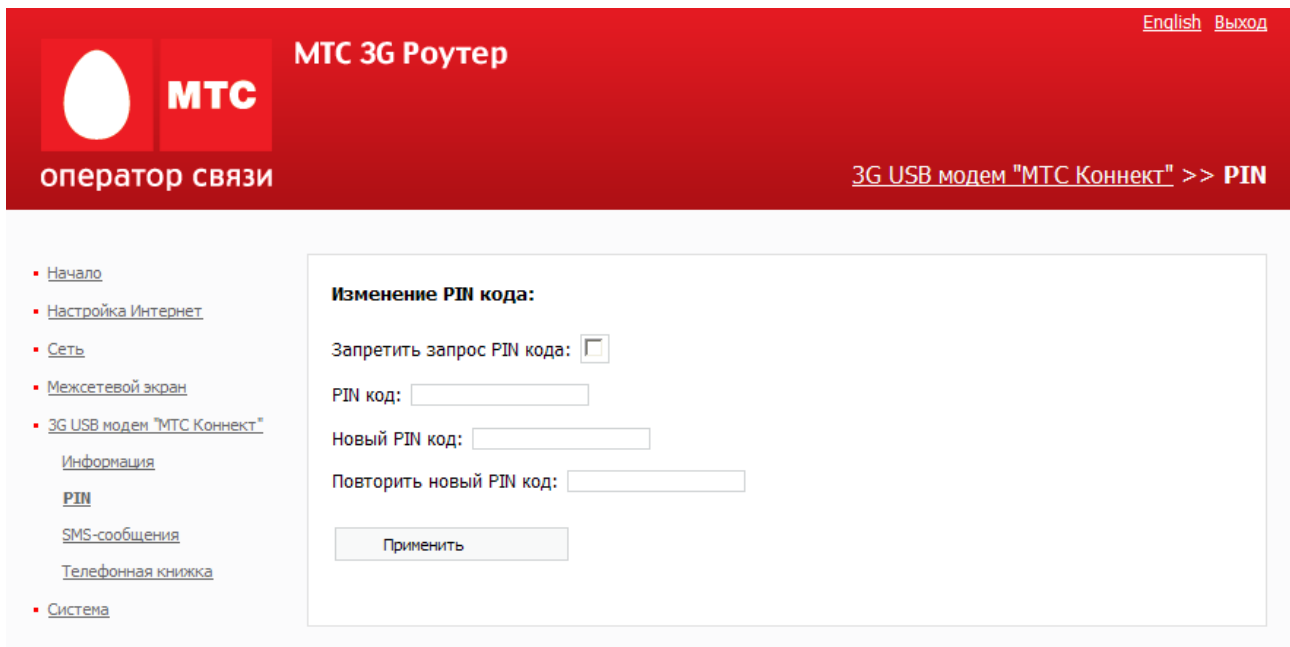 English Выход
МТС 3G Роутер
МТС
оператор связи
3G USB модем "МТС Коннект" >> PIN
Начало
Настройка Интернет
Сеть
Межсетевой экран
3G USB модем "МТС Коннект"
Информация
PIN
SMS-сообщения
Телефонная книжка
Система
Изменение PIN кода:
Запретить запрос PIN кода:
PIN код:
Новый PIN код:
Повторить новый PIN код:
Применить